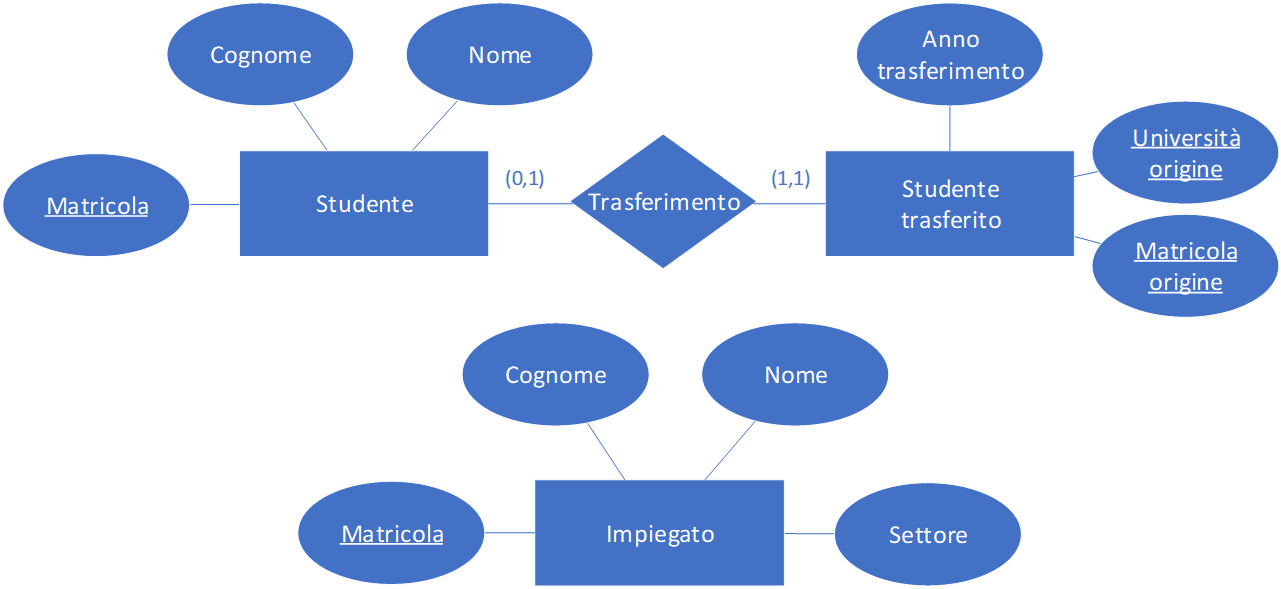 Cognome
Nome
Anno
trasferimento
Matricola
Studente
(0,1)
Trasferimento
(1,1)
Studente
trasferito
Università
origine
Matricola
origine
Cognome
Nome
Matricola
Impiegato
Settore